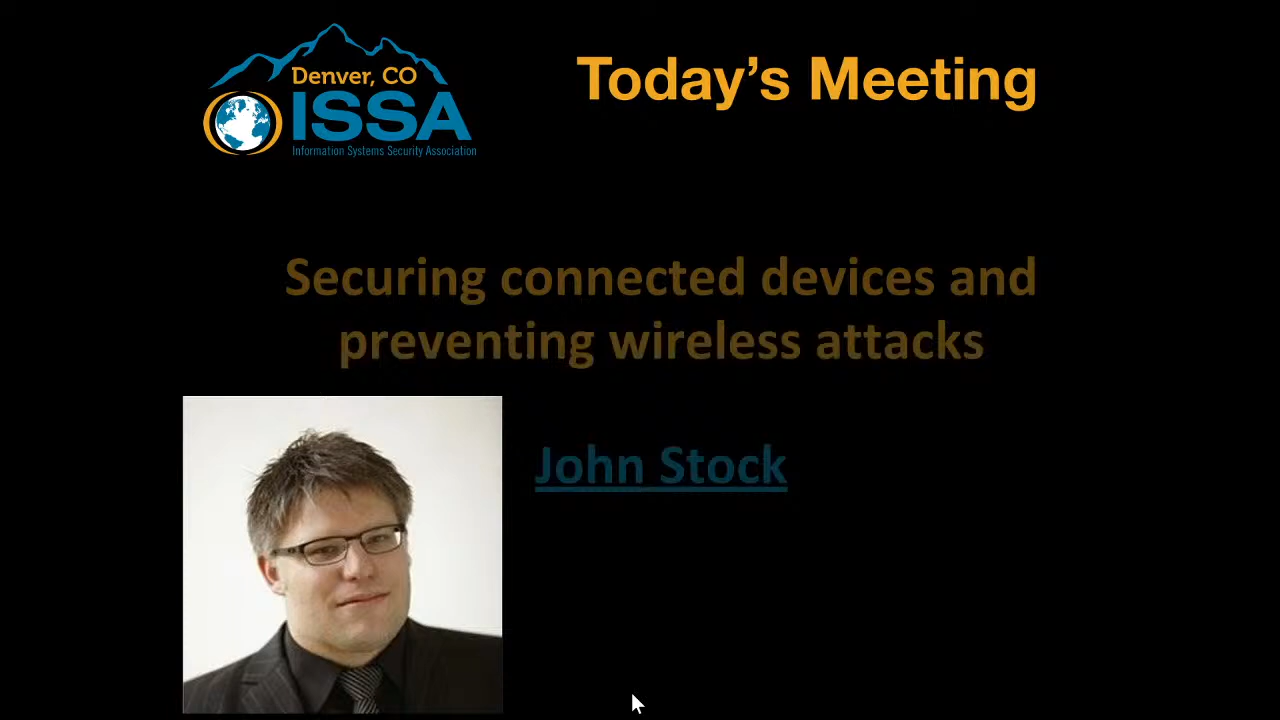 Denver, CO
ISSA
Information Systems Security Association
Today's Meeting
Securing connected devices and
preventing wireless attacks
John Stock